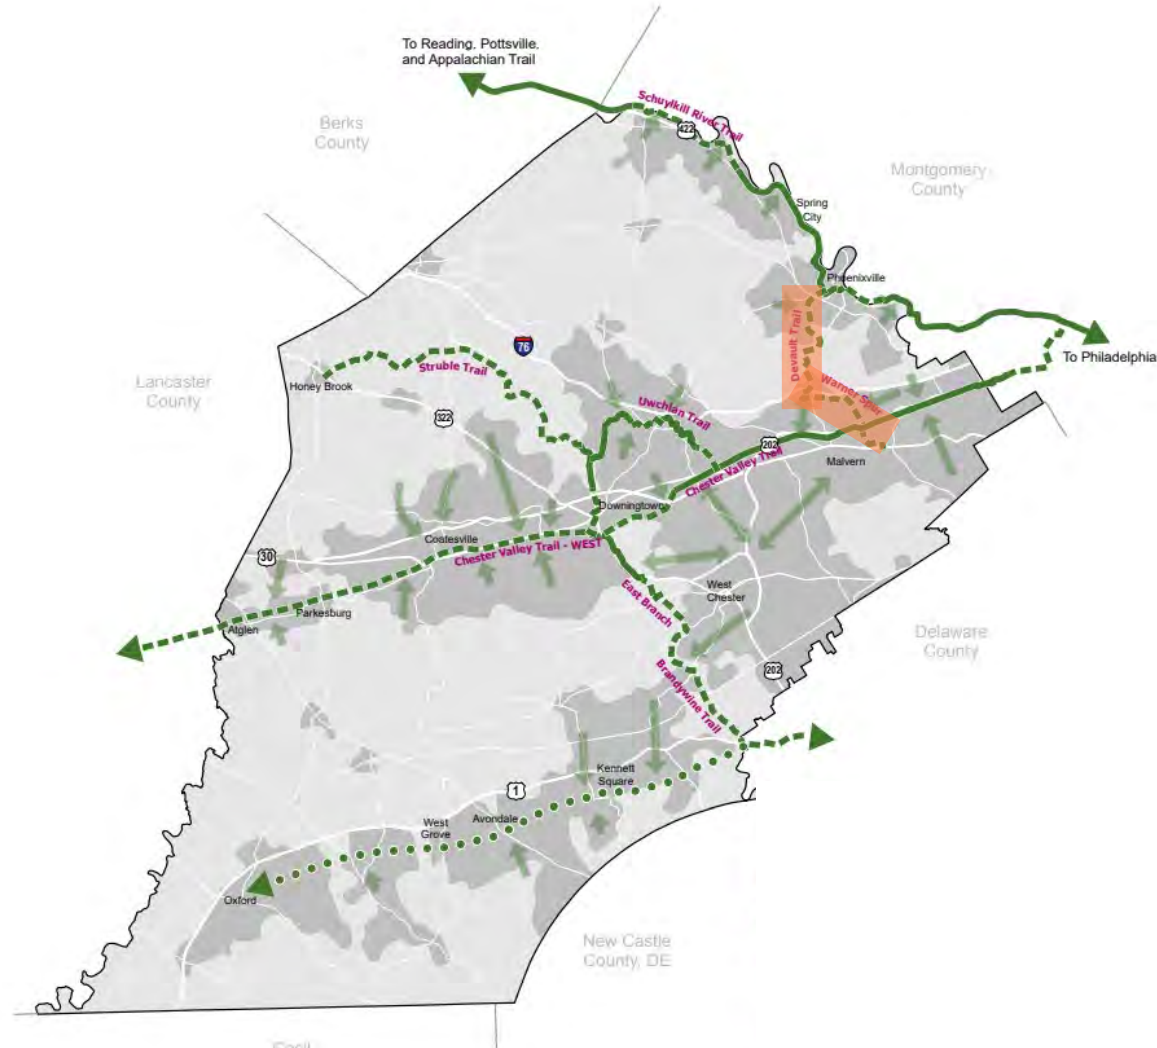 To Reading, Pottsville,
and Appalachian Trail
Schuylkill River Trail
422
Berks
County
Montgomery
County
Spring
City
Phoenixville
Devault Trail
To Philadelphia
76
Struble Trail
Honey Brook
Lancaster
County
Warner Spur
322
Uwchlan Trail
202
Malvern
Chester Valley Trail
Downingtown
Coatesville
Chester Valley Trail - WEST
30
West
Chester
East Branch
Parkesburg
Atglen
Delaware
County
202
Brandywine Trail
Kennett
Square
1
West
Grove
Avondale
Oxford
New Castle
County, DE